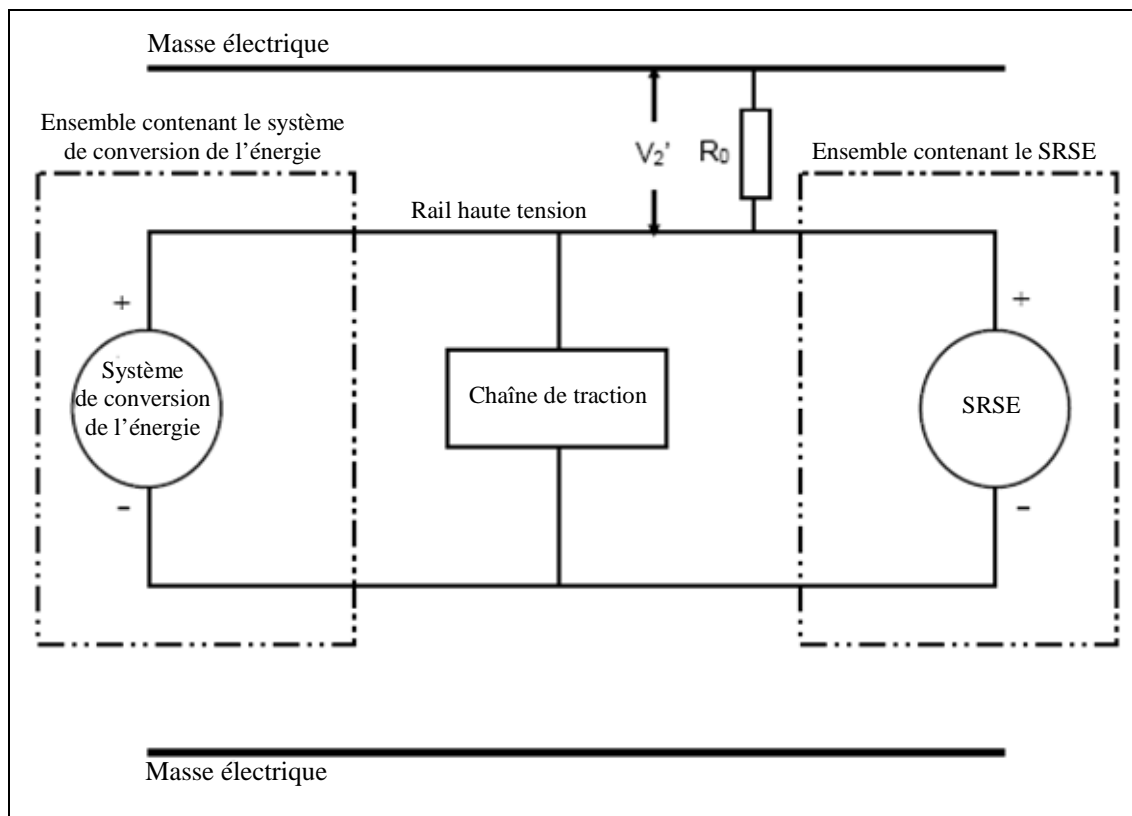 Masse électrique
Ensemble contenant le système
de conversion de l'énergie
V2'
R0
Ensemble contenant le SRSE
Rail haute tension
+
+
Système
de conversion
de l'énergie
Chaîne de traction
SRSE
-
-
Masse électrique